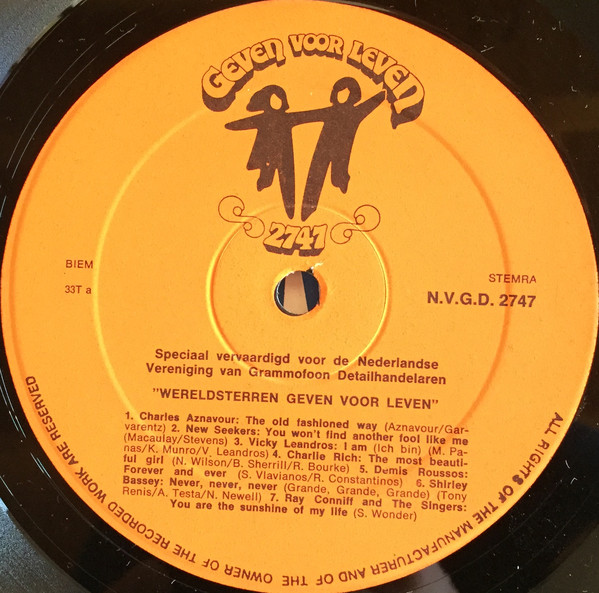 GEVEN VOOR LEVEN
2747
BIEM
STEMRA
33T a
N.V.G.D. 2747
Speciaal vervaardigd voor de Nederlandse
Vereniging van Grammofoon Detailhandelaren
"WERELDSTERREN GEVEN VOOR LEVEN"
1. Charles Aznavour: The old fashioned way (Aznavour/Gar-
varentz) 2. New Seekers: You won't find another fool like me
(Macaulay/Stevens) 3. Vicky Leandros: I am (Ich bin) (M. Pa-
nas/K. Munro/V. Leandros) 4. Charlie Rich: The most beauti-
ful girl (N. Wilson/B. Sherrill/R. Bourke) 5. Demis Roussos:
Forever and ever (S. Vlavianos/R. Constantinos) 6. Shirley
Bassey: Never, never, never (Grande, Grande, Grande) (Tony
Renis/A. Testa/N. Newell) 7. Ray Conniff and The Singers:
You are the sunshine of my life (S. Wonder)
ALL RIGHTS OF THE MANUFACTURER AND OF THE OWNER OF THE RECORDED WORK ARE RESERVED